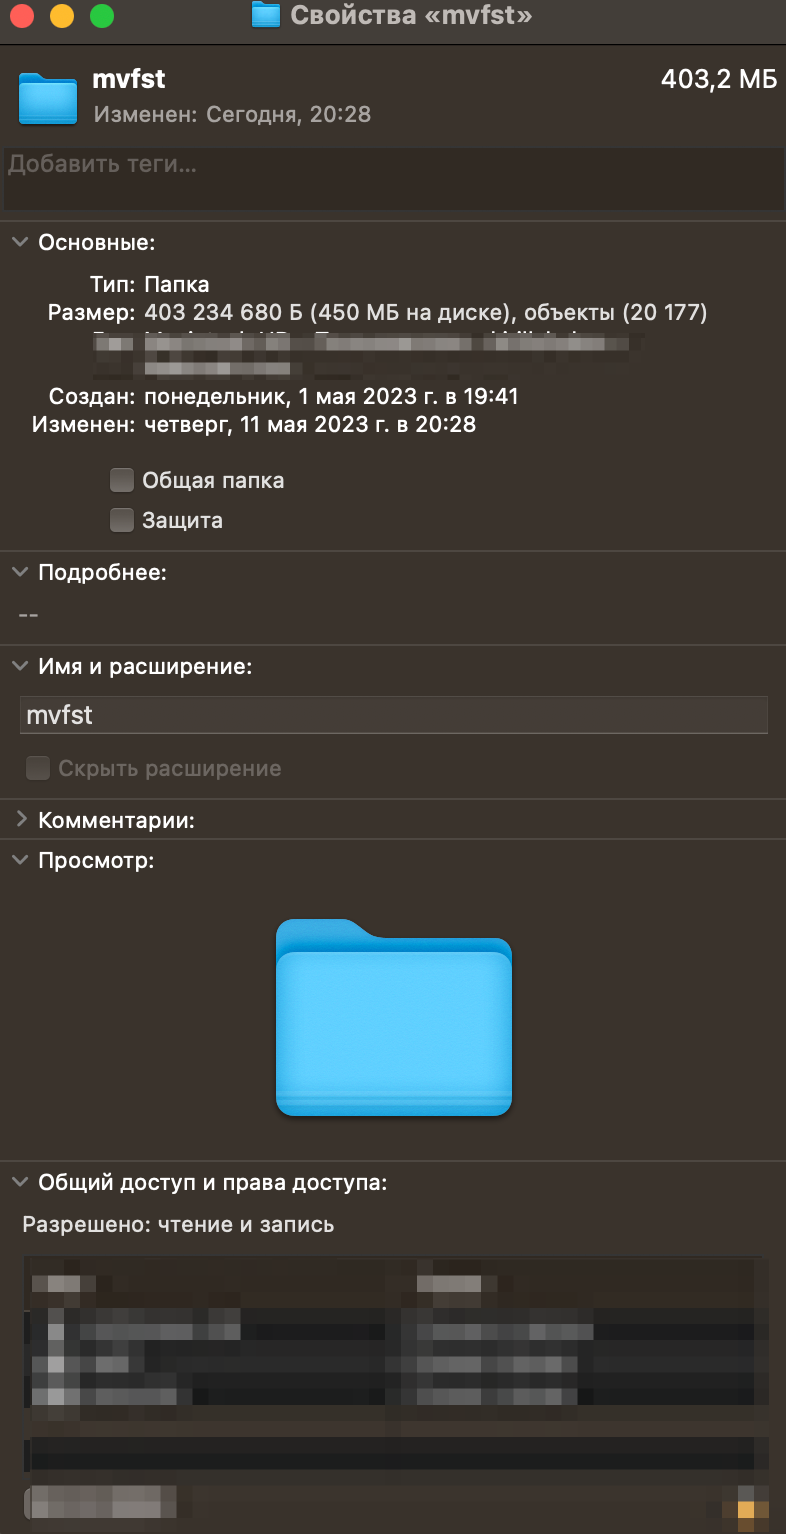 Свойства «mvfst»
mvfst
403,2 МБ
Изменен: Сегодня, 20:28
Добавить теги...
Основные:
Тип: Папка
Размер: 403 234 680 Б (450 МБ на диске), объекты (20 177)
Создан: понедельник, 1 мая 2023 г. в 19:41
Изменен: четверг, 11 мая 2023 г. в 20:28
Общая папка
Защита
Подробнее:
--
Имя и расширение:
mvfst
Скрыть расширение
Комментарии:
Просмотр:
Общий доступ и права доступа:
Разрешено: чтение и запись